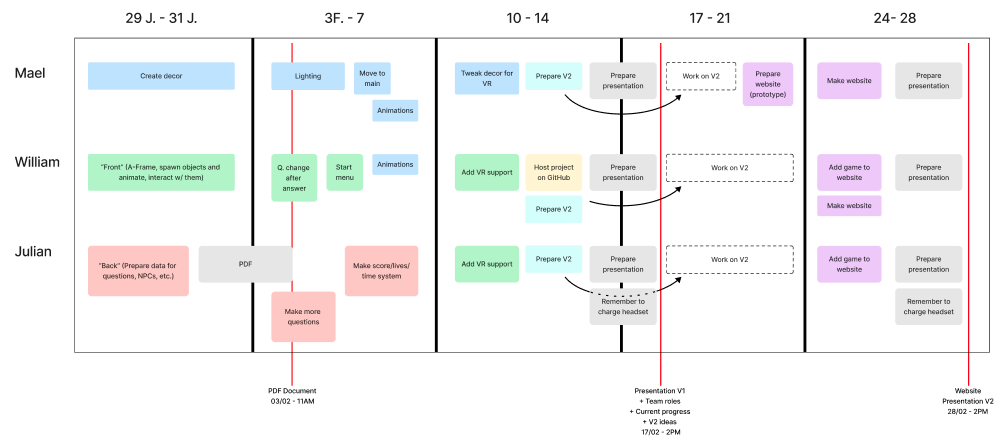 29 J. - 31 J.
3F. - 7
10 - 14
17 - 21
24- 28
Mael
Create decor
Lighting
Move to
main
Animations
Tweak decor for
VR
Prepare V2
Prepare
presentation
Work on V2
Prepare
website
(prototype)
Make website
Prepare
presentation
William
"Front" (A-Frame, spawn objects and
animate, interact w/ them)
Q. change
after
answer
Start
menu
Animations
Add VR support
Host project
on GitHub
Prepare V2
Prepare
presentation
Work on V2
Add game to
website
Make website
Prepare
presentation
Julian
"Back" (Prepare data for
questions, NPCs, etc.)
PDF
Make more
questions
Make score/lives/
time system
Add VR support
Prepare V2
Prepare
presentation
Remember to
charge headset
Work on V2
Add game to
website
Prepare
presentation
Remember to
charge headset
PDF Document
03/02 - 11AM
Presentation V1
+ Team roles
+ Current progress
+ V2 ideas
17/02 - 2PM
Website
Presentation V2
28/02 - 2PM